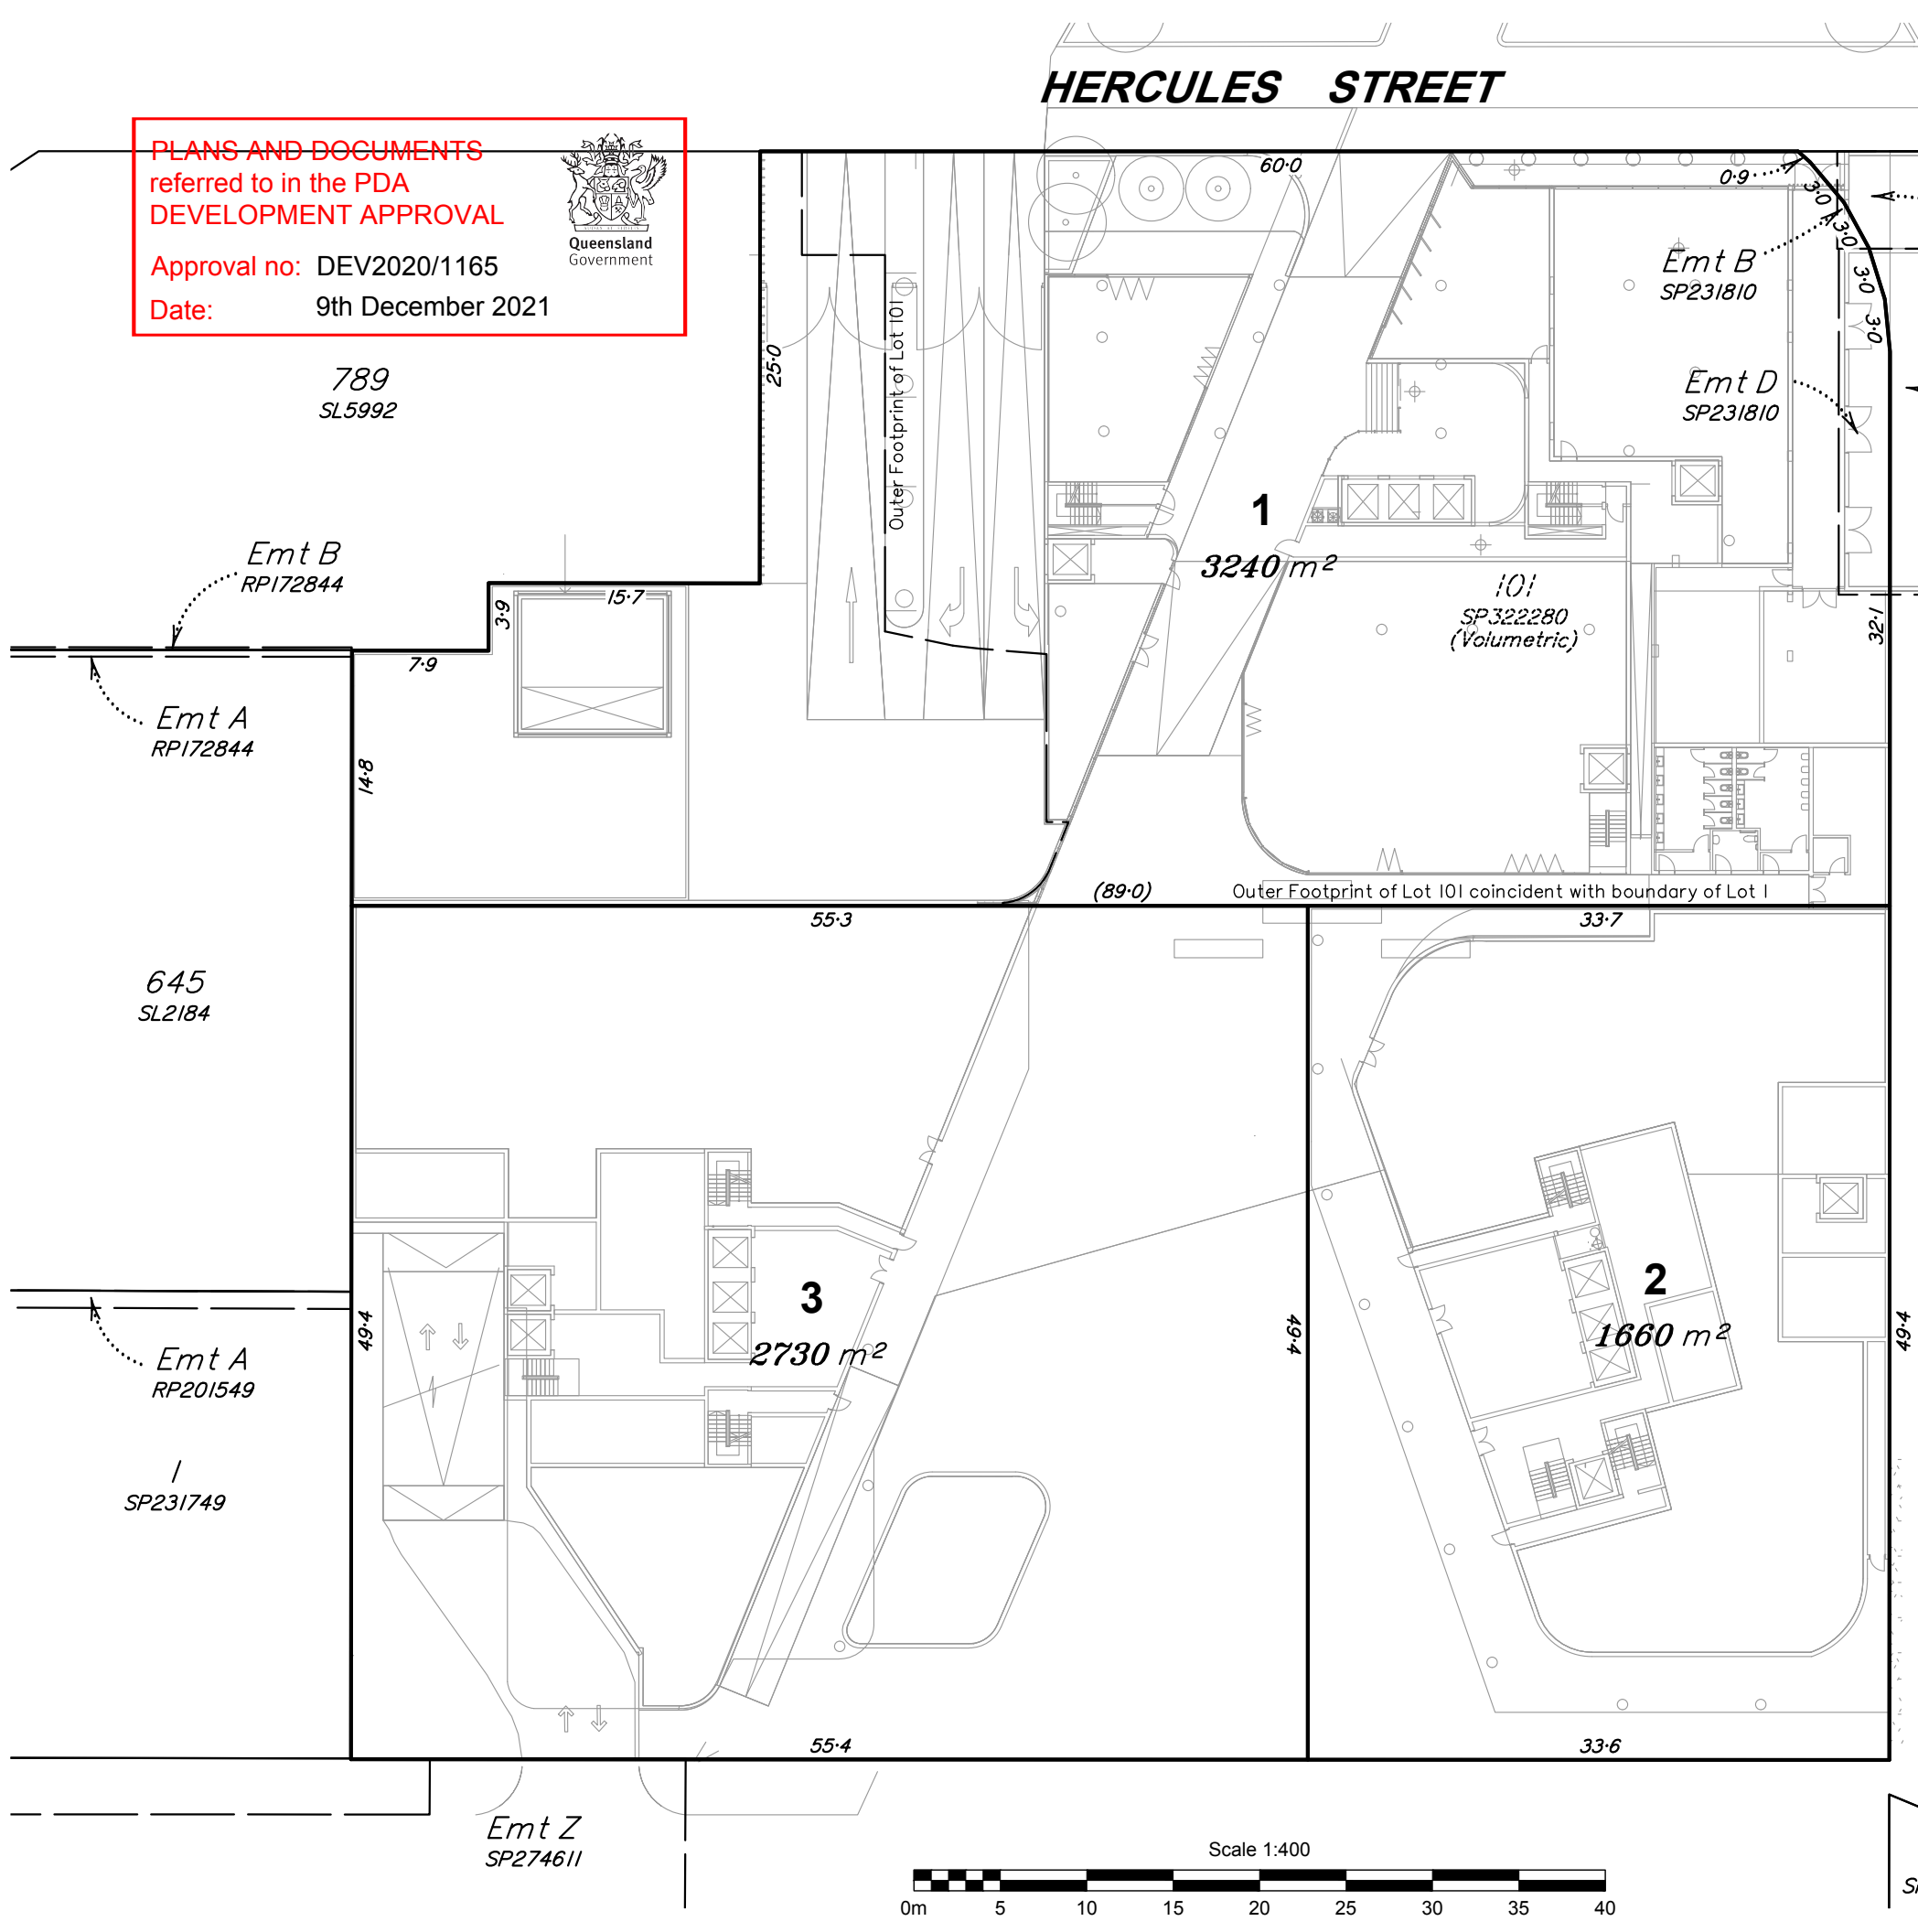 HERCULES STREET
PLANS AND DOCUMENTS
referred to in the PDA
DEVELOPMENT APPROVAL
Approval no: DEV2020/1165
Date: 9th December 2021
Queensland
Government
60·0
0·9
3·0
3·0
3·0
3·0
Emt B
SP231810
Emt D
SP231810
789
SL5992
25·0
Outer Footprint of Lot 101
1
3240 m²
101
SP322280
(Volumetric)
32·1
Emt B
RP172844
3·9
15·7
7·9
Emt A
RP172844
14·8
(89·0)
Outer Footprint of Lot 101 coincident with boundary of Lot 1
55·3
33·7
645
SL2184
3
2730 m²
2
1660 m²
49·4
49·4
49·4
Emt A
RP201549
1
SP231749
55·4
33·6
Emt Z
SP274611
Scale 1:400
0m 5 10 15 20 25 30 35 40